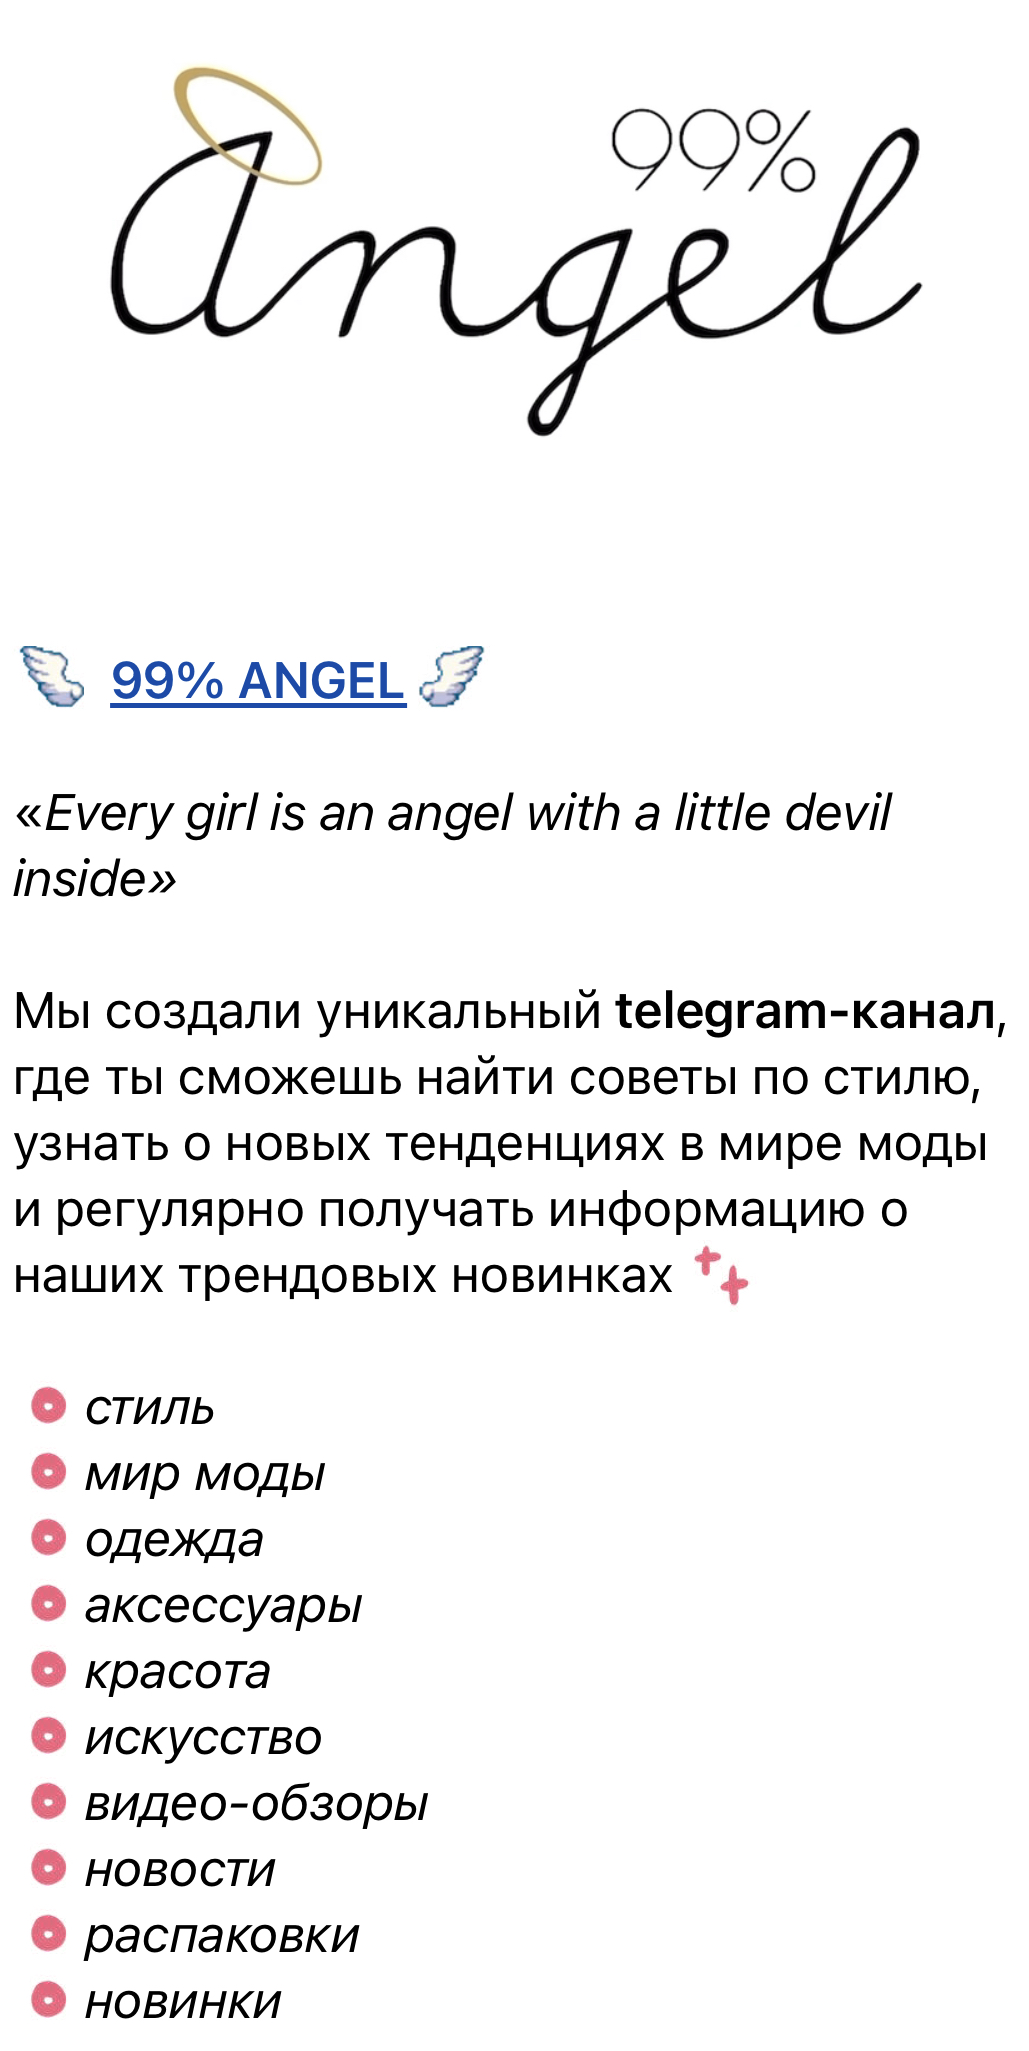 99%
Angel
99% ANGEL
«Every girl is an angel with a little devil
inside»
Мы создали уникальный telegram-канал,
где ты сможешь найти советы по стилю,
узнать о новых тенденциях в мире моды
и регулярно получать информацию о
наших трендовых новинках
стиль
мир моды
одежда
аксессуары
красота
искусство
видео-обзоры
новости
распаковки
новинки